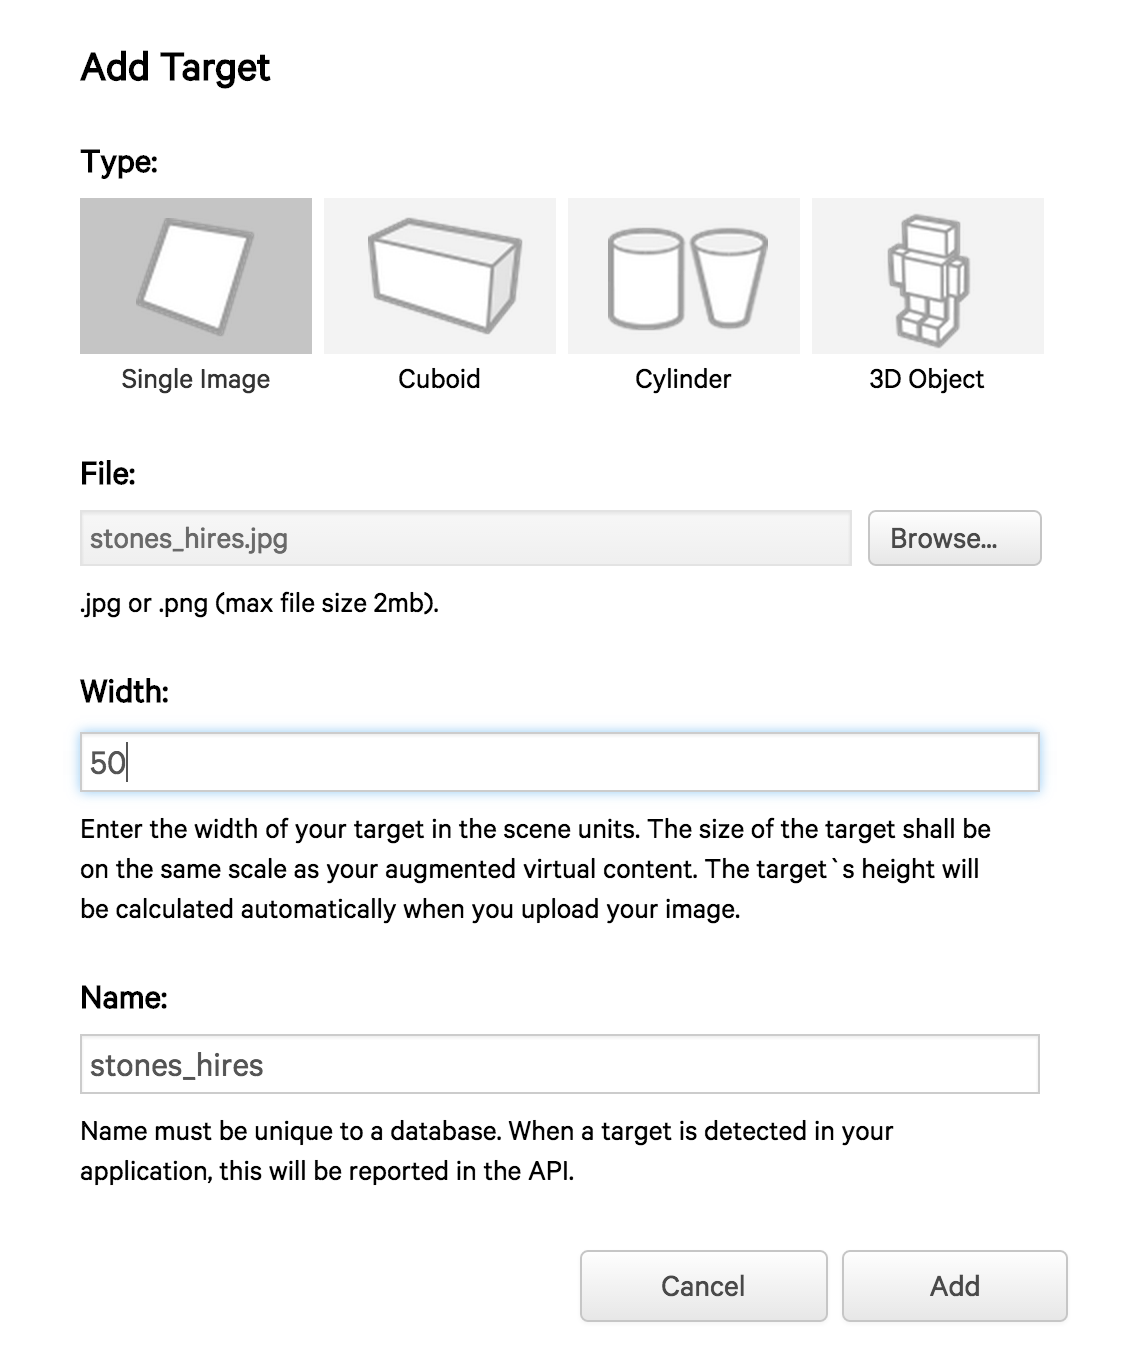 Add Target
Type:
Single Image
Cuboid
Cylinder
3D Object
File:
stones_hires.jpg
Browse...
.jpg or .png (max file size 2mb).
Width:
50
Enter the width of your target in the scene units. The size of the target shall be
on the same scale as your augmented virtual content. The target`s height will
be calculated automatically when you upload your image.
Name:
stones_hires
Name must be unique to a database. When a target is detected in your
application, this will be reported in the API.
Cancel
Add